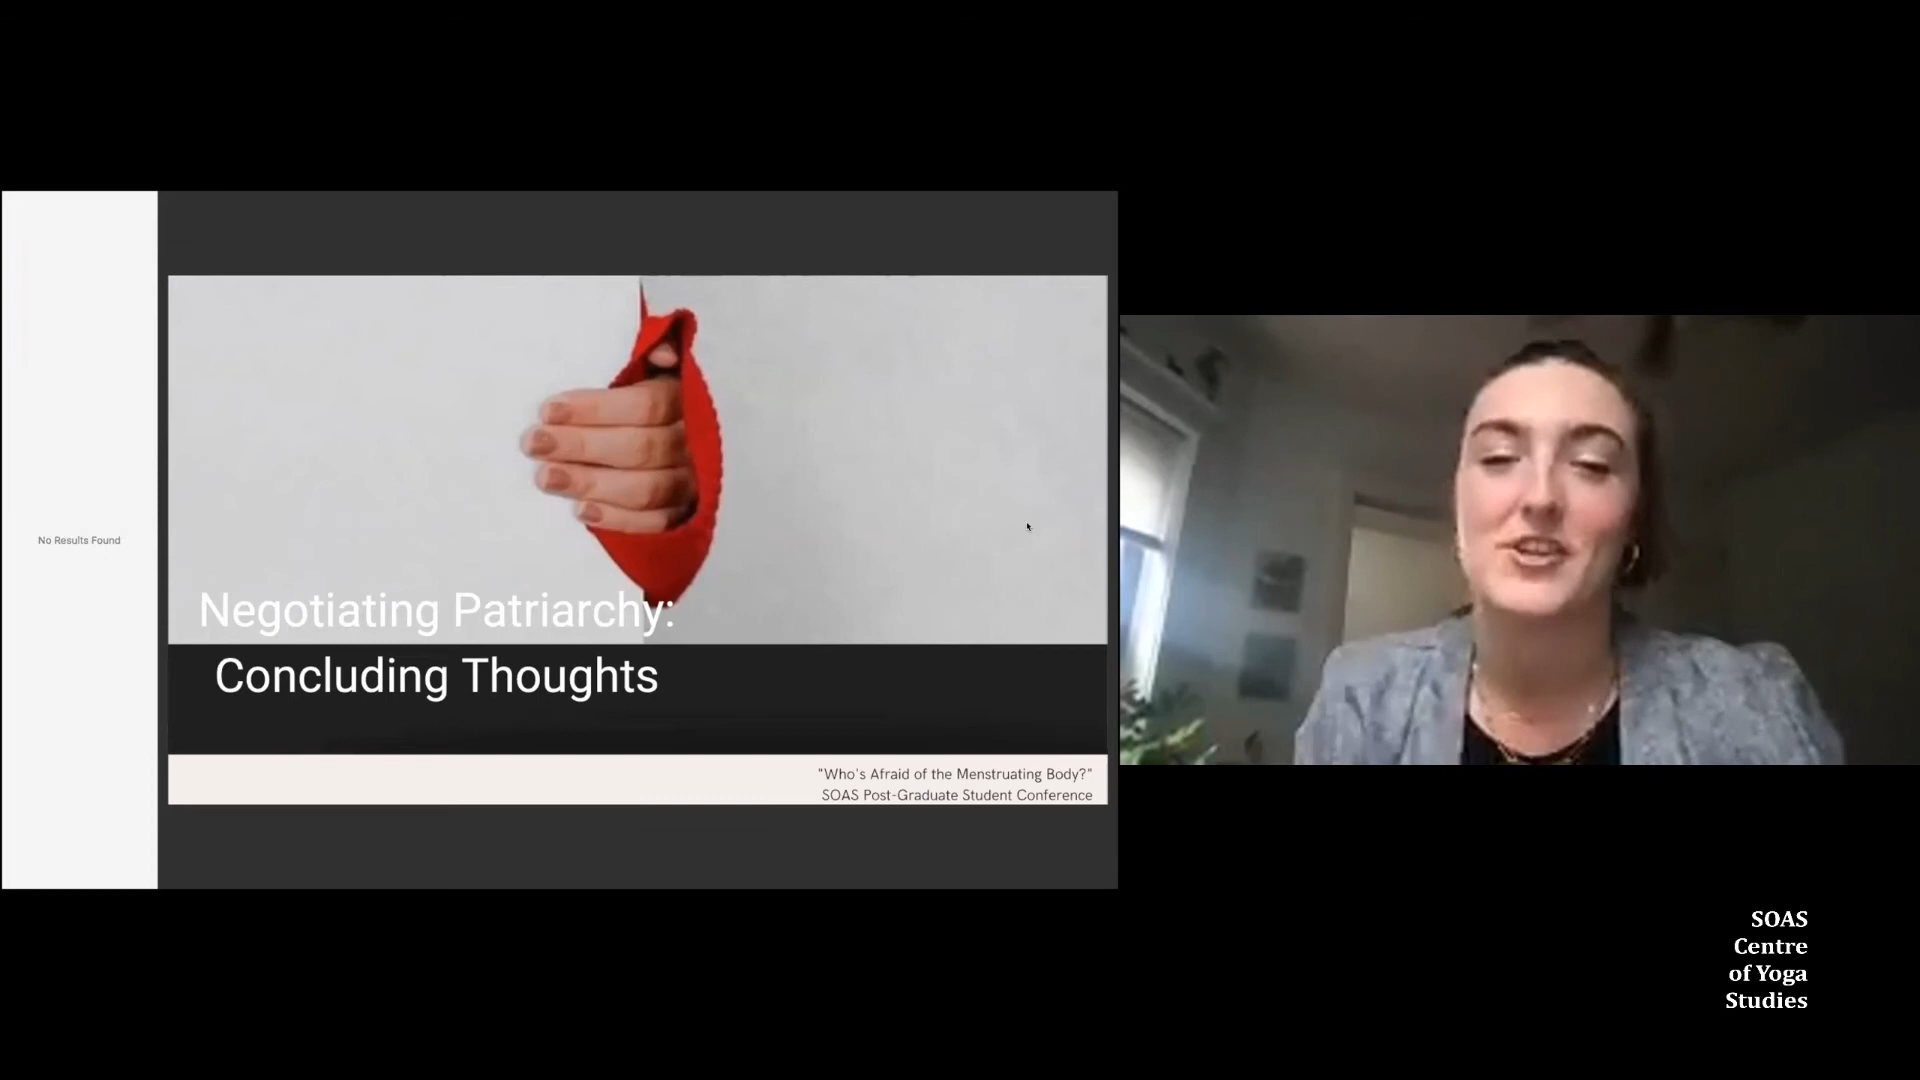 No Results Found
Negotiating Patriarchy:
Concluding Thoughts
"Who's Afraid of the Menstruating Body?"
SOAS Post-Graduate Student Conference
SOAS
Centre
of Yoga
Studies